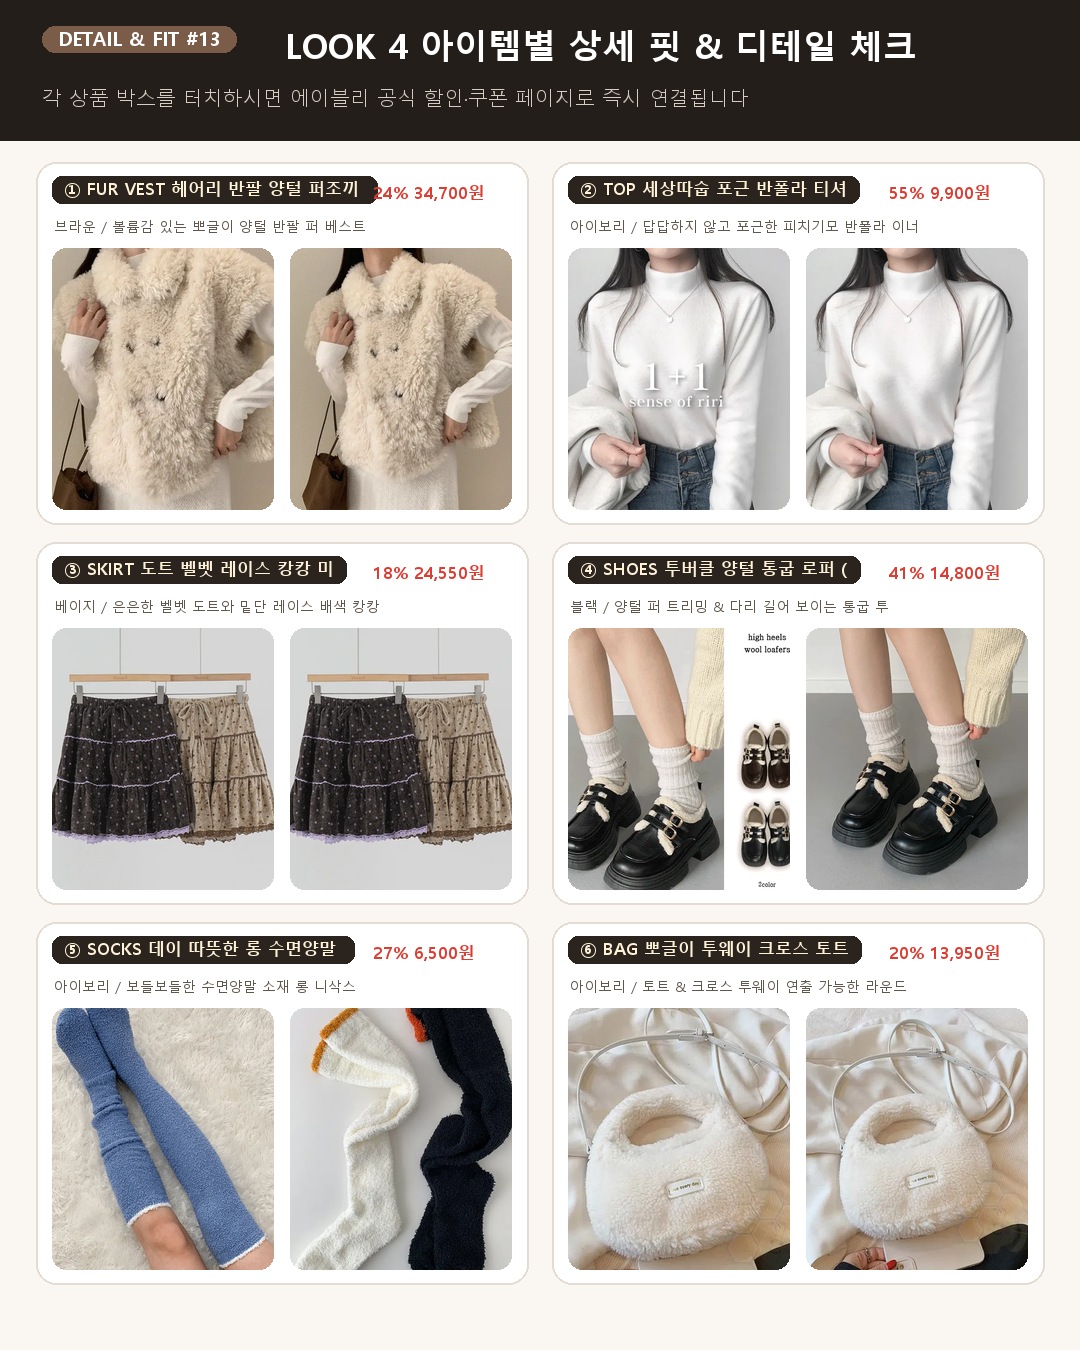 DETAIL & FIT #13
LOOK 4 아이템별 상세 핏 & 디테일 체크
각 상품 박스를 터치하시면 에이블리 공식 할인·쿠폰 페이지로 즉시 연결됩니다
① FUR VEST 헤어리 반팔 양털 퍼조끼 24% 34,700원
브라운 / 볼륨감 있는 뽀글이 양털 반팔 퍼 베스트
② TOP 세상따숩 포근 반폴라 티셔 55% 9,900원
아이보리 / 답답하지 않고 포근한 피치기모 반폴라 이너
1+1
sense of riri
③ SKIRT 도트 벨벳 레이스 캉캉 미 18% 24,550원
베이지 / 은은한 벨벳 도트와 밑단 레이스 배색 캉캉
④ SHOES 투버클 양털 통굽 로퍼 ( 41% 14,800원
블랙 / 양털 퍼 트리밍 & 다리 길어 보이는 통굽 투
high heels
wool loafers
2color
⑤ SOCKS 데이 따뜻한 롱 수면양말 27% 6,500원
아이보리 / 보들보들한 수면양말 소재 롱 니삭스
⑥ BAG 뽀글이 투웨이 크로스 토트 20% 13,950원
아이보리 / 토트 & 크로스 투웨이 연출 가능한 라운드
every day
every day